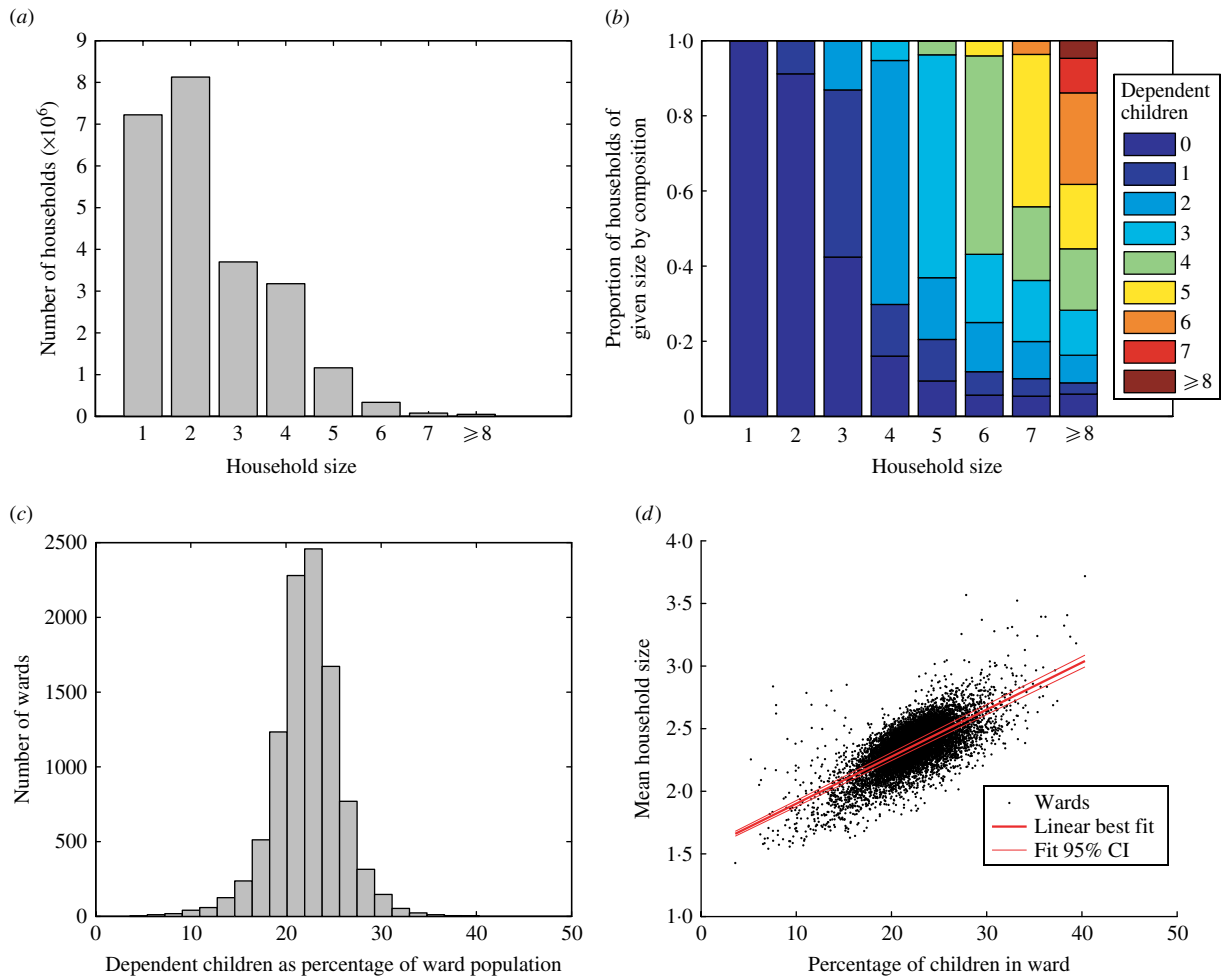 (a)
9
8
7
6
5
4
3
2
1
0
Number of households (×10⁶)
1 2 3 4 5 6 7 ⩾8
Household size
(b)
1·0
0·8
0·6
0·4
0·2
0
Proportion of households of
given size by composition
1 2 3 4 5 6 7 ⩾8
Household size
Dependent
children
0
1
2
3
4
5
6
7
⩾8
(c)
2500
2000
1500
1000
500
0
Number of wards
0 10 20 30 40 50
Dependent children as percentage of ward population
(d)
4·0
3·5
3·0
2·5
2·0
1·5
1·0
Mean household size
0 10 20 30 40 50
Percentage of children in ward
Wards
Linear best fit
Fit 95% CI